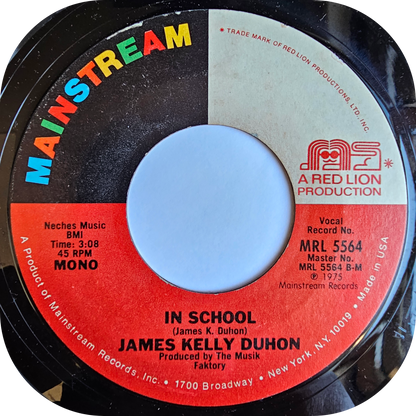 MAINSTREAM
* TRADE MARK OF RED LION PRODUCTIONS, LTD., INC.
MS*
A RED LION
PRODUCTION
Neches Music
BMI
Time: 3:08
45 RPM
MONO
Vocal
Record No.
MRL 5564
Master No.
MRL 5564 B-M
℗ 1975
Mainstream Records
IN SCHOOL
(James K. Duhon)
JAMES KELLY DUHON
Produced by The Musik
Faktory
A Product of Mainstream Records, Inc. • 1700 Broadway • New York, N.Y. 10019 • Made in USA